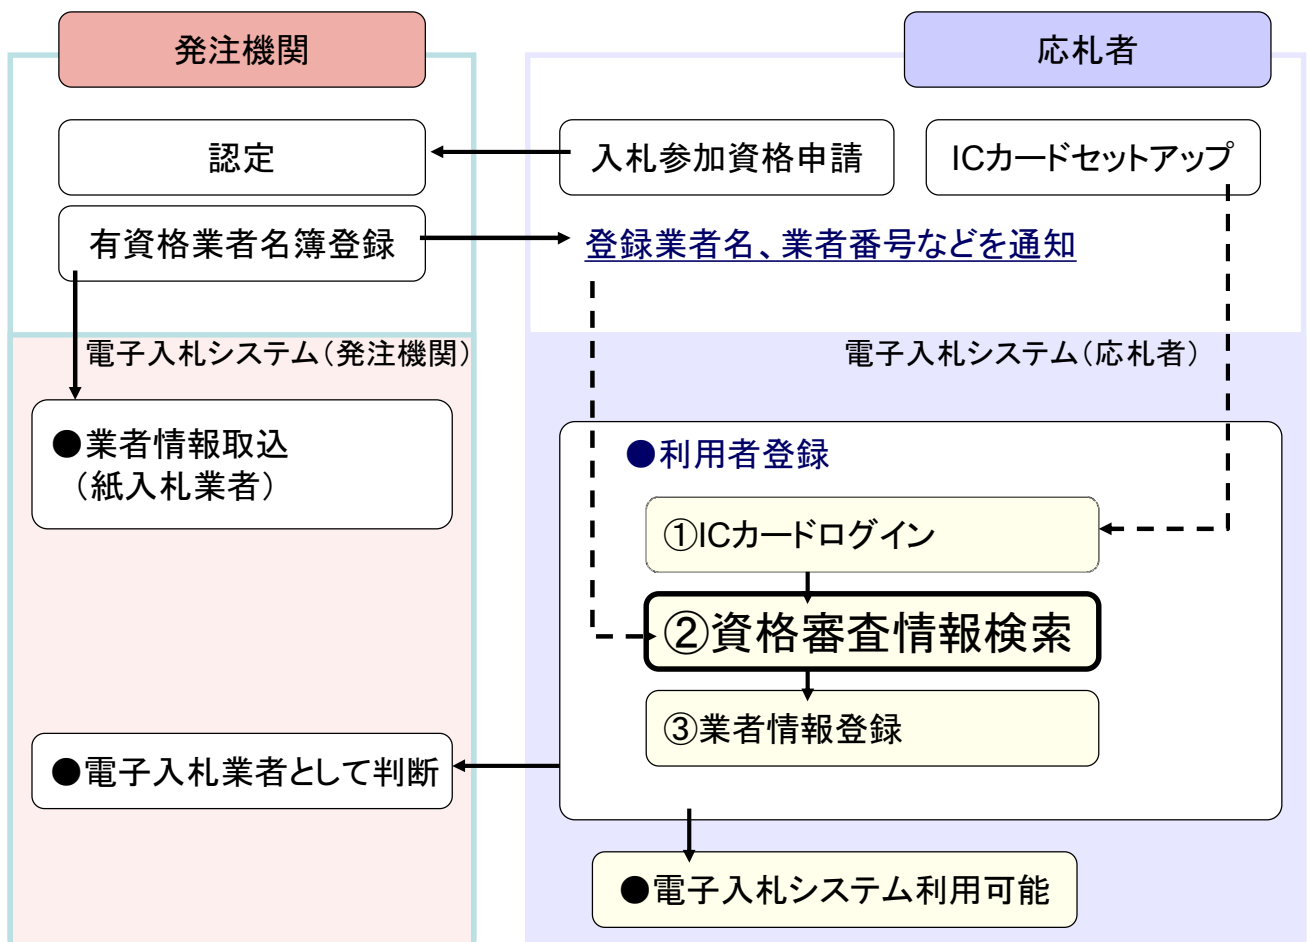 発注機関
応札者
認定
入札参加資格申請
ICカードセットアップ
有資格業者名簿登録
登録業者名、業者番号などを通知
電子入札システム（発注機関）
電子入札システム（応札者）
●業者情報取込
（紙入札業者）
●利用者登録
①ICカードログイン
②資格審査情報検索
③業者情報登録
●電子入札業者として判断
●電子入札システム利用可能